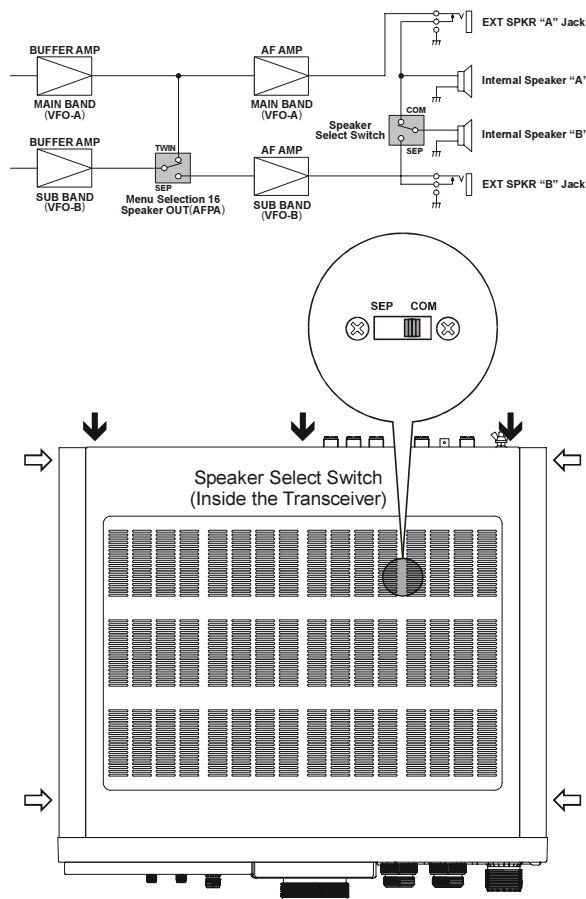 BUFFER AMP
MAIN BAND
(VFO-A)
AF AMP
MAIN BAND
(VFO-A)
EXT SPKR “A” Jack
Internal Speaker “A”
COM
Speaker
Select Switch
SEP
Internal Speaker “B”
EXT SPKR “B” Jack
BUFFER AMP
SUB BAND
(VFO-B)
TWIN
SEP
Menu Selection 16
Speaker OUT(AFPA)
AF AMP
SUB BAND
(VFO-B)
SEP COM
Speaker Select Switch
(Inside the Transceiver)